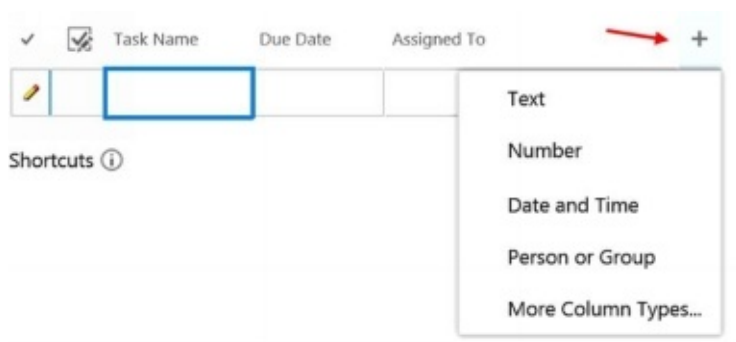 Task Name Due Date Assigned To +
Text
Number
Shortcuts
Date and Time
Person or Group
More Column Types...